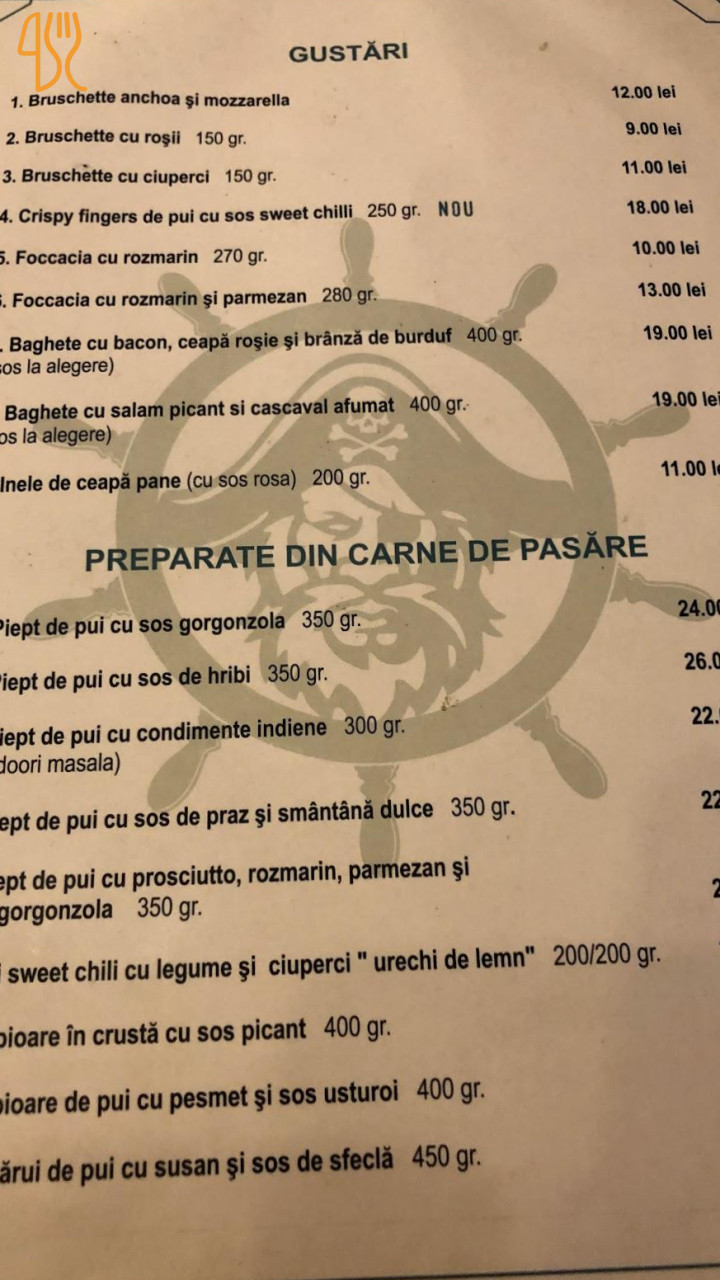 GUSTĂRI
1. Bruschette anchoa şi mozzarella 12.00 lei
2. Bruschette cu roşii 150 gr. 9.00 lei
3. Bruschette cu ciuperci 150 gr. 11.00 lei
4. Crispy fingers de pui cu sos sweet chilli 250 gr. NOU 18.00 lei
5. Foccacia cu rozmarin 270 gr. 10.00 lei
. Foccacia cu rozmarin şi parmezan 280 gr. 13.00 lei
. Baghete cu bacon, ceapă roşie şi brânză de burduf 400 gr. 19.00 lei
sos la alegere)
Baghete cu salam picant si cascaval afumat 400 gr. 19.00 lei
os la alegere)
Inele de ceapă pane (cu sos rosa) 200 gr. 11.00 l
PREPARATE DIN CARNE DE PASĂRE
Piept de pui cu sos gorgonzola 350 gr. 24.00
iept de pui cu sos de hribi 350 gr. 26.0
iept de pui cu condimente indiene 300 gr. 22.
doori masala)
ept de pui cu sos de praz şi smântână dulce 350 gr. 22
ept de pui cu prosciutto, rozmarin, parmezan şi 2
gorgonzola 350 gr.
i sweet chili cu legume şi ciuperci " urechi de lemn" 200/200 gr.
pioare în crustă cu sos picant 400 gr.
pioare de pui cu pesmet şi sos usturoi 400 gr.
ărui de pui cu susan şi sos de sfeclă 450 gr.